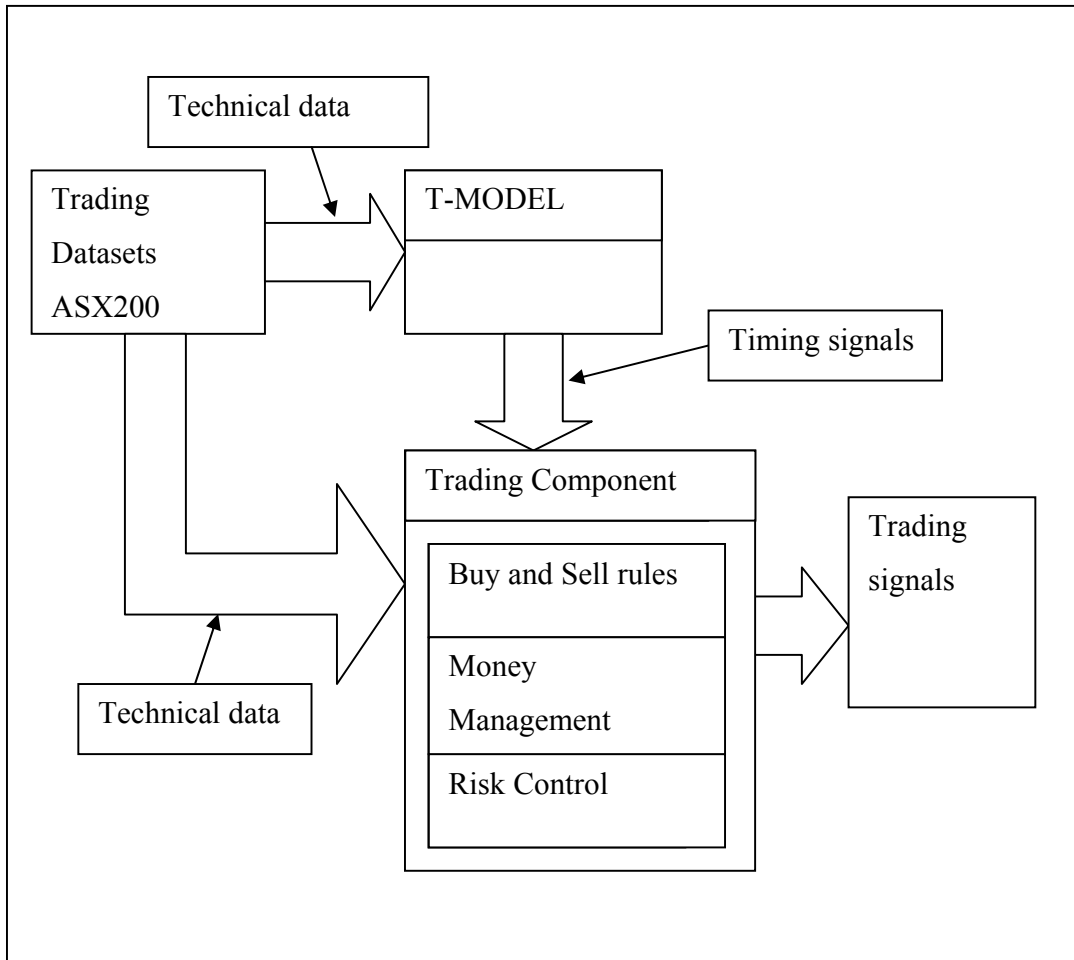 Technical data
Trading
Datasets
ASX200
T-MODEL
Timing signals
Trading Component
Buy and Sell rules
Money
Management
Risk Control
Trading
signals
Technical data